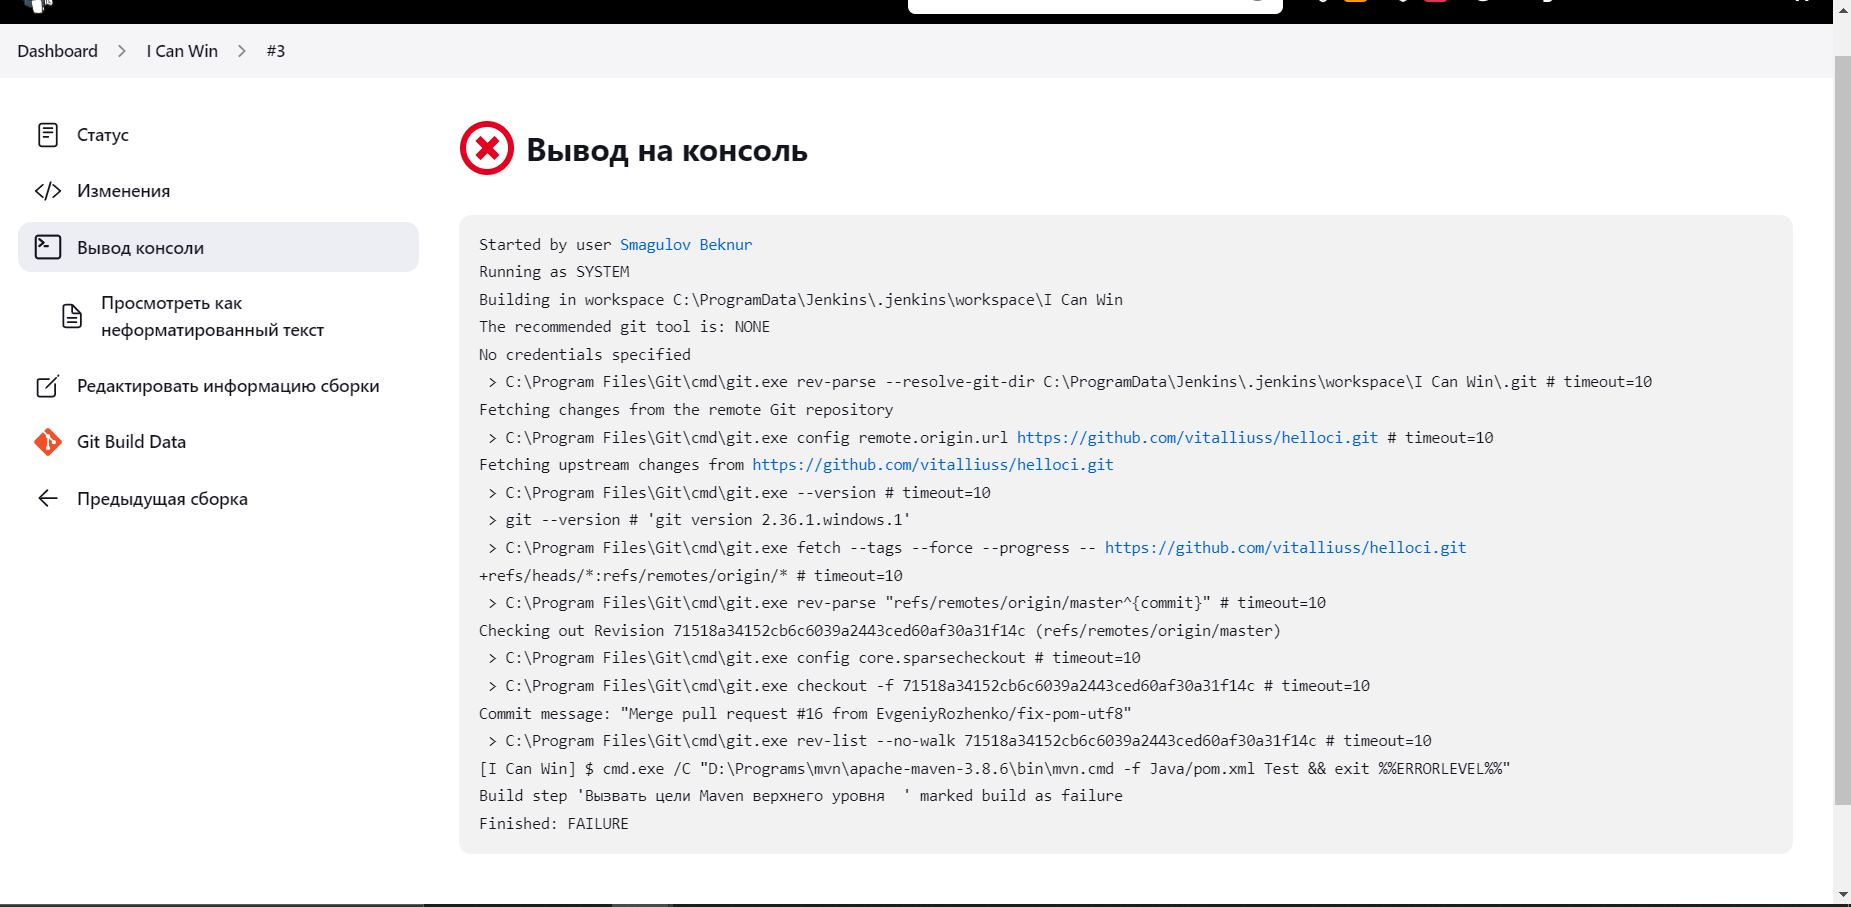 Dashboard > I Can Win > #3
Статус
Изменения
Вывод консоли
Просмотреть как
неформатированный текст
Редактировать информацию сборки
Git Build Data
Предыдущая сборка
Вывод на консоль
Started by user Smagulov Beknur
Running as SYSTEM
Building in workspace C:\ProgramData\Jenkins\.jenkins\workspace\I Can Win
The recommended git tool is: NONE
No credentials specified
 > C:\Program Files\Git\cmd\git.exe rev-parse --resolve-git-dir C:\ProgramData\Jenkins\.jenkins\workspace\I Can Win\.git # timeout=10
Fetching changes from the remote Git repository
 > C:\Program Files\Git\cmd\git.exe config remote.origin.url https://github.com/vitalliuss/helloci.git # timeout=10
Fetching upstream changes from https://github.com/vitalliuss/helloci.git
 > C:\Program Files\Git\cmd\git.exe --version # timeout=10
 > git --version # 'git version 2.36.1.windows.1'
 > C:\Program Files\Git\cmd\git.exe fetch --tags --force --progress -- https://github.com/vitalliuss/helloci.git
+refs/heads/*:refs/remotes/origin/* # timeout=10
 > C:\Program Files\Git\cmd\git.exe rev-parse "refs/remotes/origin/master^{commit}" # timeout=10
Checking out Revision 71518a34152cb6c6039a2443ced60af30a31f14c (refs/remotes/origin/master)
 > C:\Program Files\Git\cmd\git.exe config core.sparsecheckout # timeout=10
 > C:\Program Files\Git\cmd\git.exe checkout -f 71518a34152cb6c6039a2443ced60af30a31f14c # timeout=10
Commit message: "Merge pull request #16 from EvgeniyRozhenko/fix-pom-utf8"
 > C:\Program Files\Git\cmd\git.exe rev-list --no-walk 71518a34152cb6c6039a2443ced60af30a31f14c # timeout=10
[I Can Win] $ cmd.exe /C "D:\Programs\mvn\apache-maven-3.8.6\bin\mvn.cmd -f Java/pom.xml Test && exit %%ERRORLEVEL%%"
Build step 'Вызвать цели Maven верхнего уровня  ' marked build as failure
Finished: FAILURE